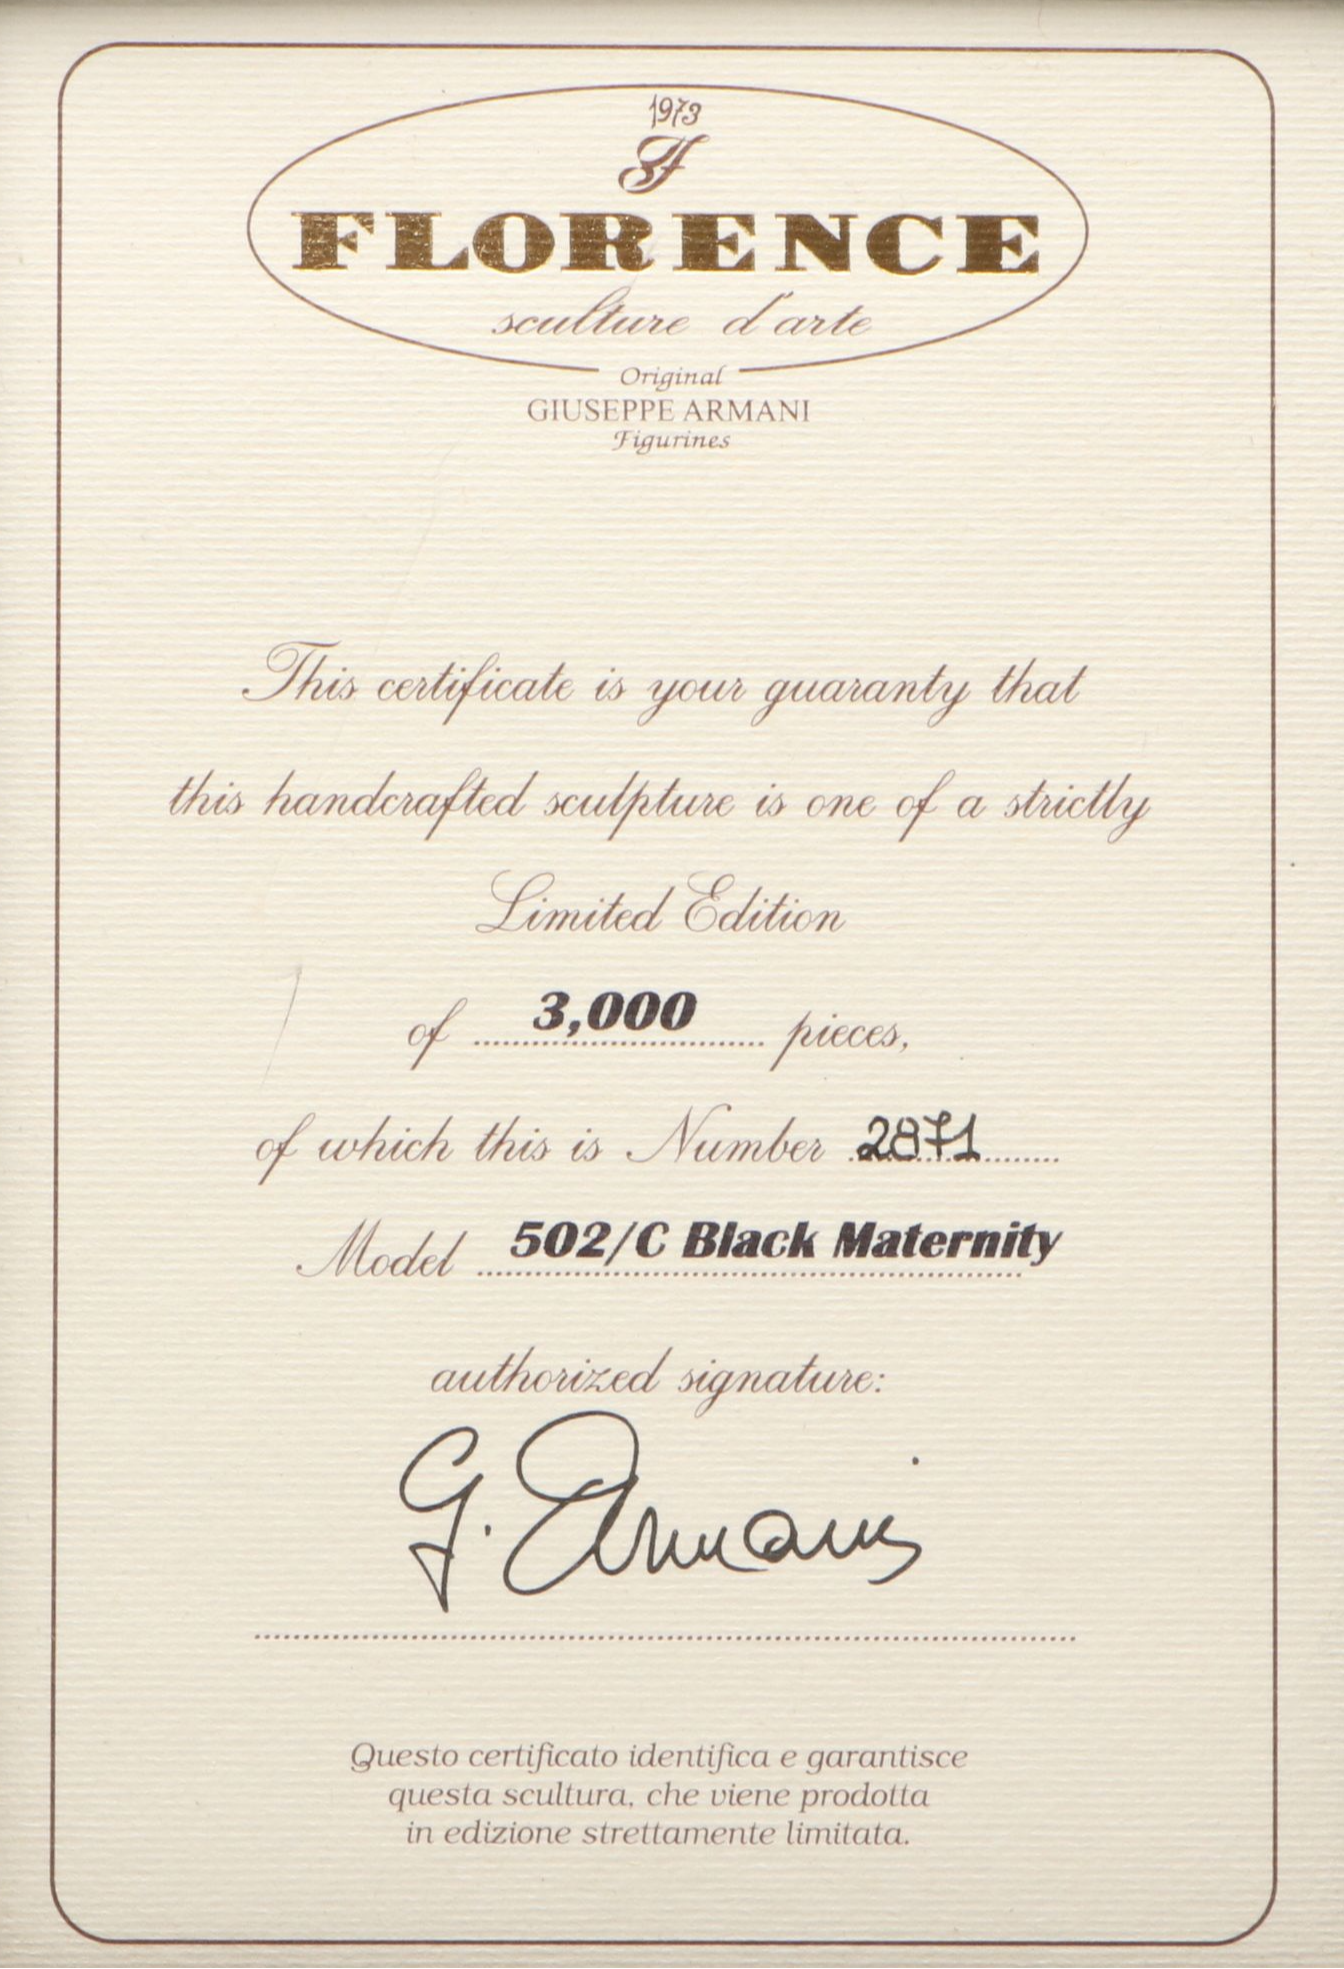 1973
F
FLORENCE
sculture d'arte
Original
GIUSEPPE ARMANI
Figurines
This certificate is your guaranty that
this handcrafted sculpture is one of a strictly
Limited Edition
of 3,000 pieces,
of which this is Number 2871
Model 502/C Black Maternity
authorized signature:
G. Armani
Questo certificato identifica e garantisce
questa scultura, che viene prodotta
in edizione strettamente limitata.